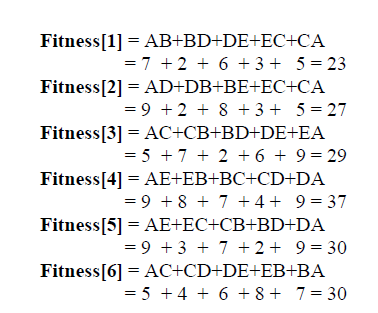 Fitness[1] = AB+BD+DE+EC+CA
= 7 + 2 + 6 + 3 + 5 = 23
Fitness[2] = AD+DB+BE+EC+CA
= 9 + 2 + 8 + 3 + 5 = 27
Fitness[3] = AC+CB+BD+DE+EA
= 5 + 7 + 2 + 6 + 9 = 29
Fitness[4] = AE+EB+BC+CD+DA
= 9 + 8 + 7 + 4 + 9 = 37
Fitness[5] = AE+EC+CB+BD+DA
= 9 + 3 + 7 + 2 + 9 = 30
Fitness[6] = AC+CD+DE+EB+BA
= 5 + 4 + 6 + 8 + 7 = 30